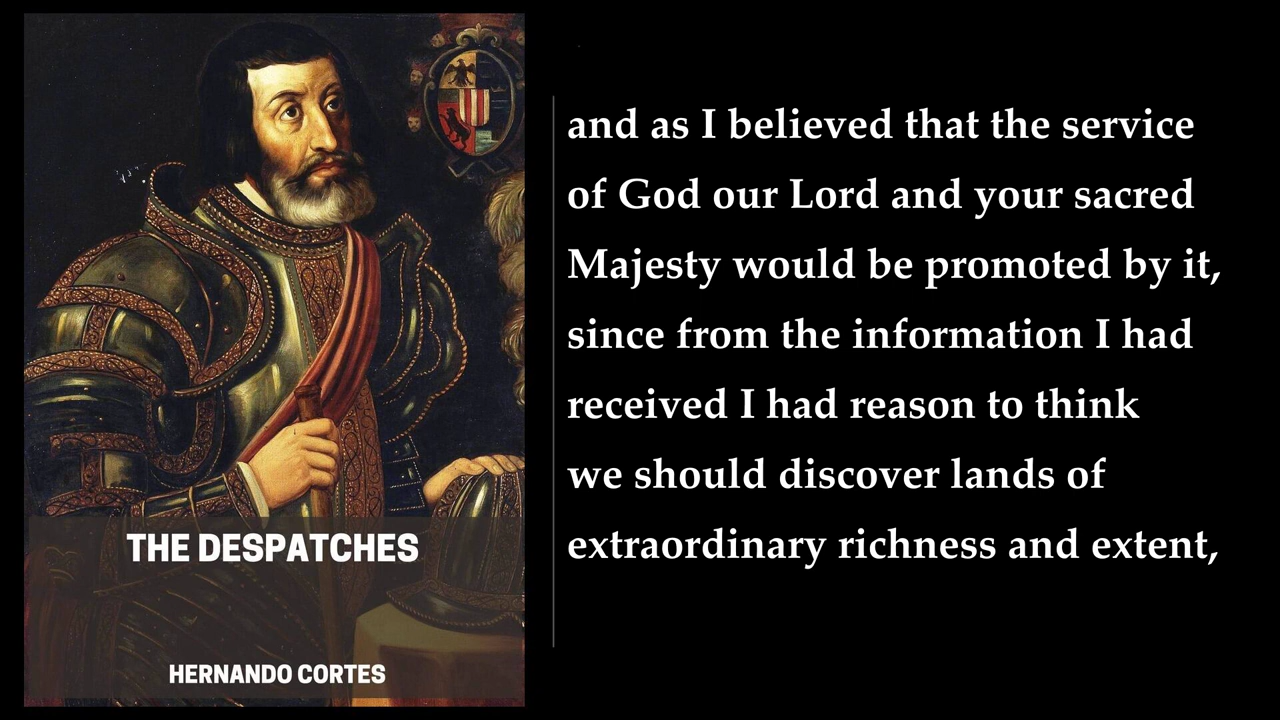 THE DESPATCHES
HERNANDO CORTES
and as I believed that the service
of God our Lord and your sacred
Majesty would be promoted by it,
since from the information I had
received I had reason to think
we should discover lands of
extraordinary richness and extent,